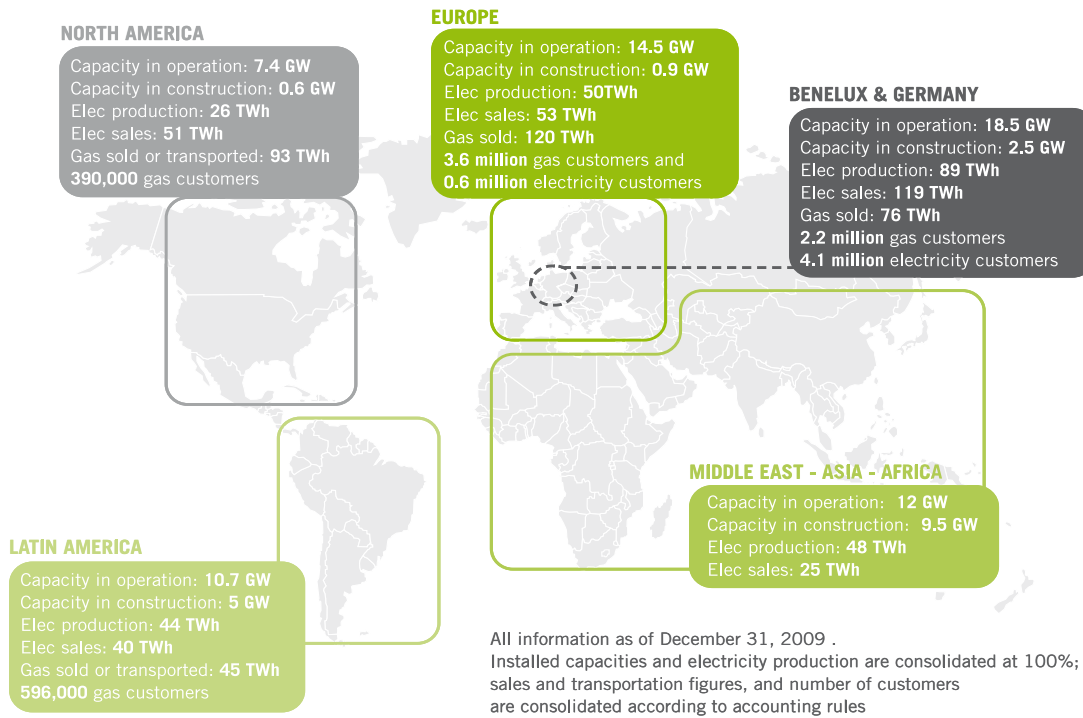 NORTH AMERICA
Capacity in operation: 7.4 GW
Capacity in construction: 0.6 GW
Elec production: 26 TWh
Elec sales: 51 TWh
Gas sold or transported: 93 TWh
390,000 gas customers
EUROPE
Capacity in operation: 14.5 GW
Capacity in construction: 0.9 GW
Elec production: 50TWh
Elec sales: 53 TWh
Gas sold: 120 TWh
3.6 million gas customers and
0.6 million electricity customers
BENELUX & GERMANY
Capacity in operation: 18.5 GW
Capacity in construction: 2.5 GW
Elec production: 89 TWh
Elec sales: 119 TWh
Gas sold: 76 TWh
2.2 million gas customers
4.1 million electricity customers
MIDDLE EAST - ASIA - AFRICA
Capacity in operation: 12 GW
Capacity in construction: 9.5 GW
Elec production: 48 TWh
Elec sales: 25 TWh
LATIN AMERICA
Capacity in operation: 10.7 GW
Capacity in construction: 5 GW
Elec production: 44 TWh
Elec sales: 40 TWh
Gas sold or transported: 45 TWh
596,000 gas customers
All information as of December 31, 2009 .
Installed capacities and electricity production are consolidated at 100%;
sales and transportation figures, and number of customers
are consolidated according to accounting rules